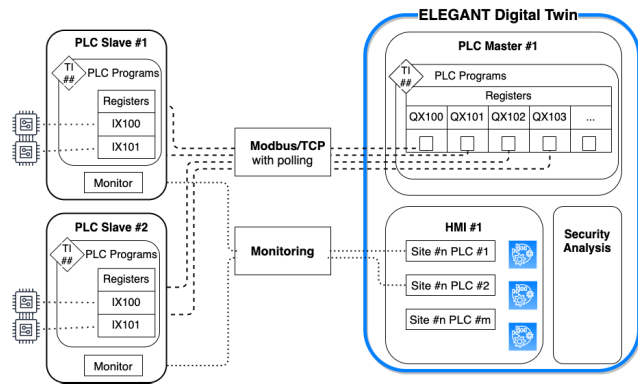 ELEGANT Digital Twin
PLC Slave #1
TI
##
PLC Programs
Registers
IX100
IX101
Monitor
PLC Slave #2
TI
##
PLC Programs
Registers
IX100
IX101
Monitor
Modbus/TCP
with polling
Monitoring
PLC Master #1
TI
##
PLC Programs
Registers
QX100 QX101 QX102 QX103 ...
HMI #1
Site #n PLC #1
Site #n PLC #2
Site #n PLC #m
Security
Analysis